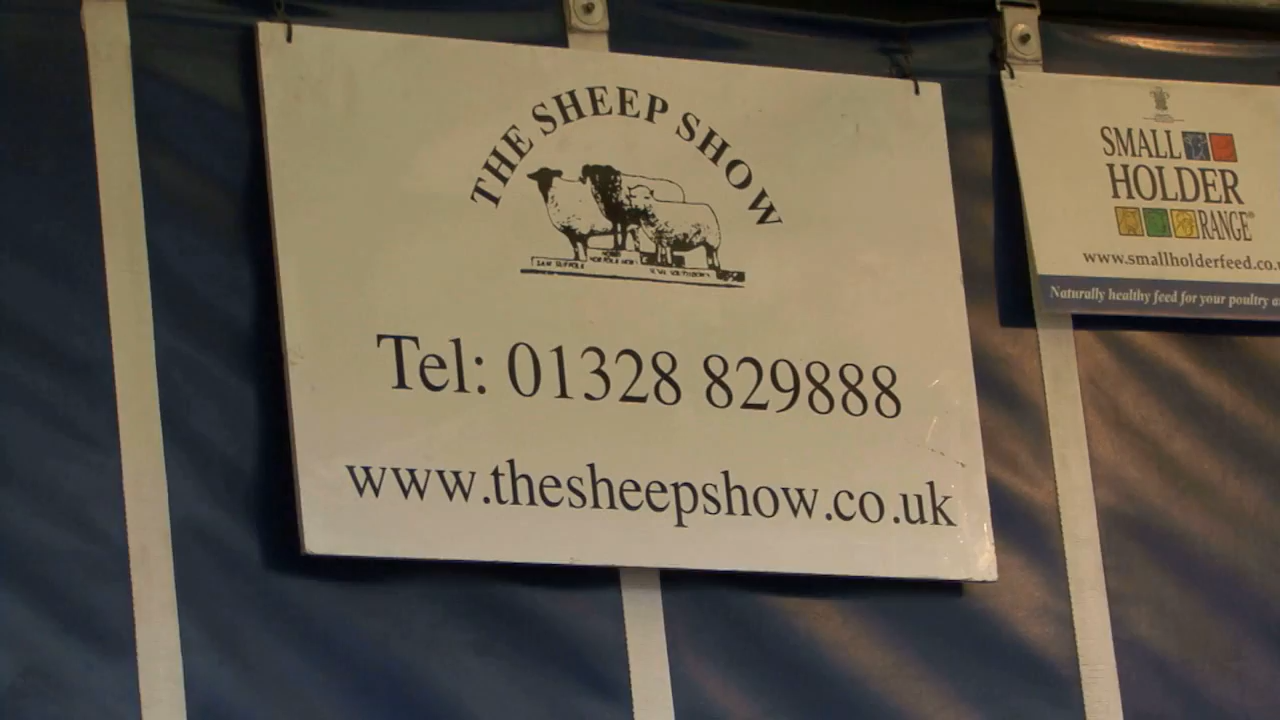 THE SHEEP SHOW
Tel: 01328 829888
www.thesheepshow.co.uk
SMALL
HOLDER
RANGE®
www.smallholderfeed.co.
Naturally healthy feed for your poultry